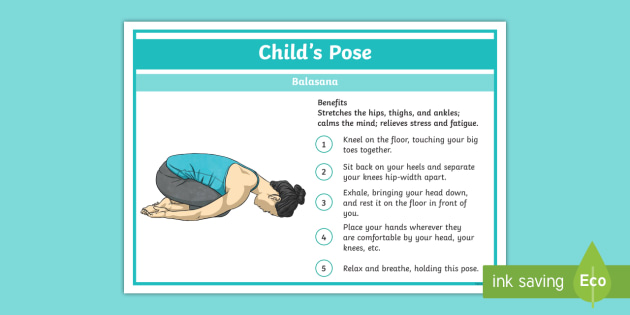 Child's Pose
Balasana
Benefits
Stretches the hips, thighs, and ankles;
calms the mind; relieves stress and fatigue.
1 Kneel on the floor, touching your big
toes together.
2 Sit back on your heels and separate
your knees hip-width apart.
3 Exhale, bringing your head down,
and rest it on the floor in front of
you.
4 Place your hands wherever they
are comfortable by your head, your
knees, etc.
5 Relax and breathe, holding this pose.
ink saving Eco